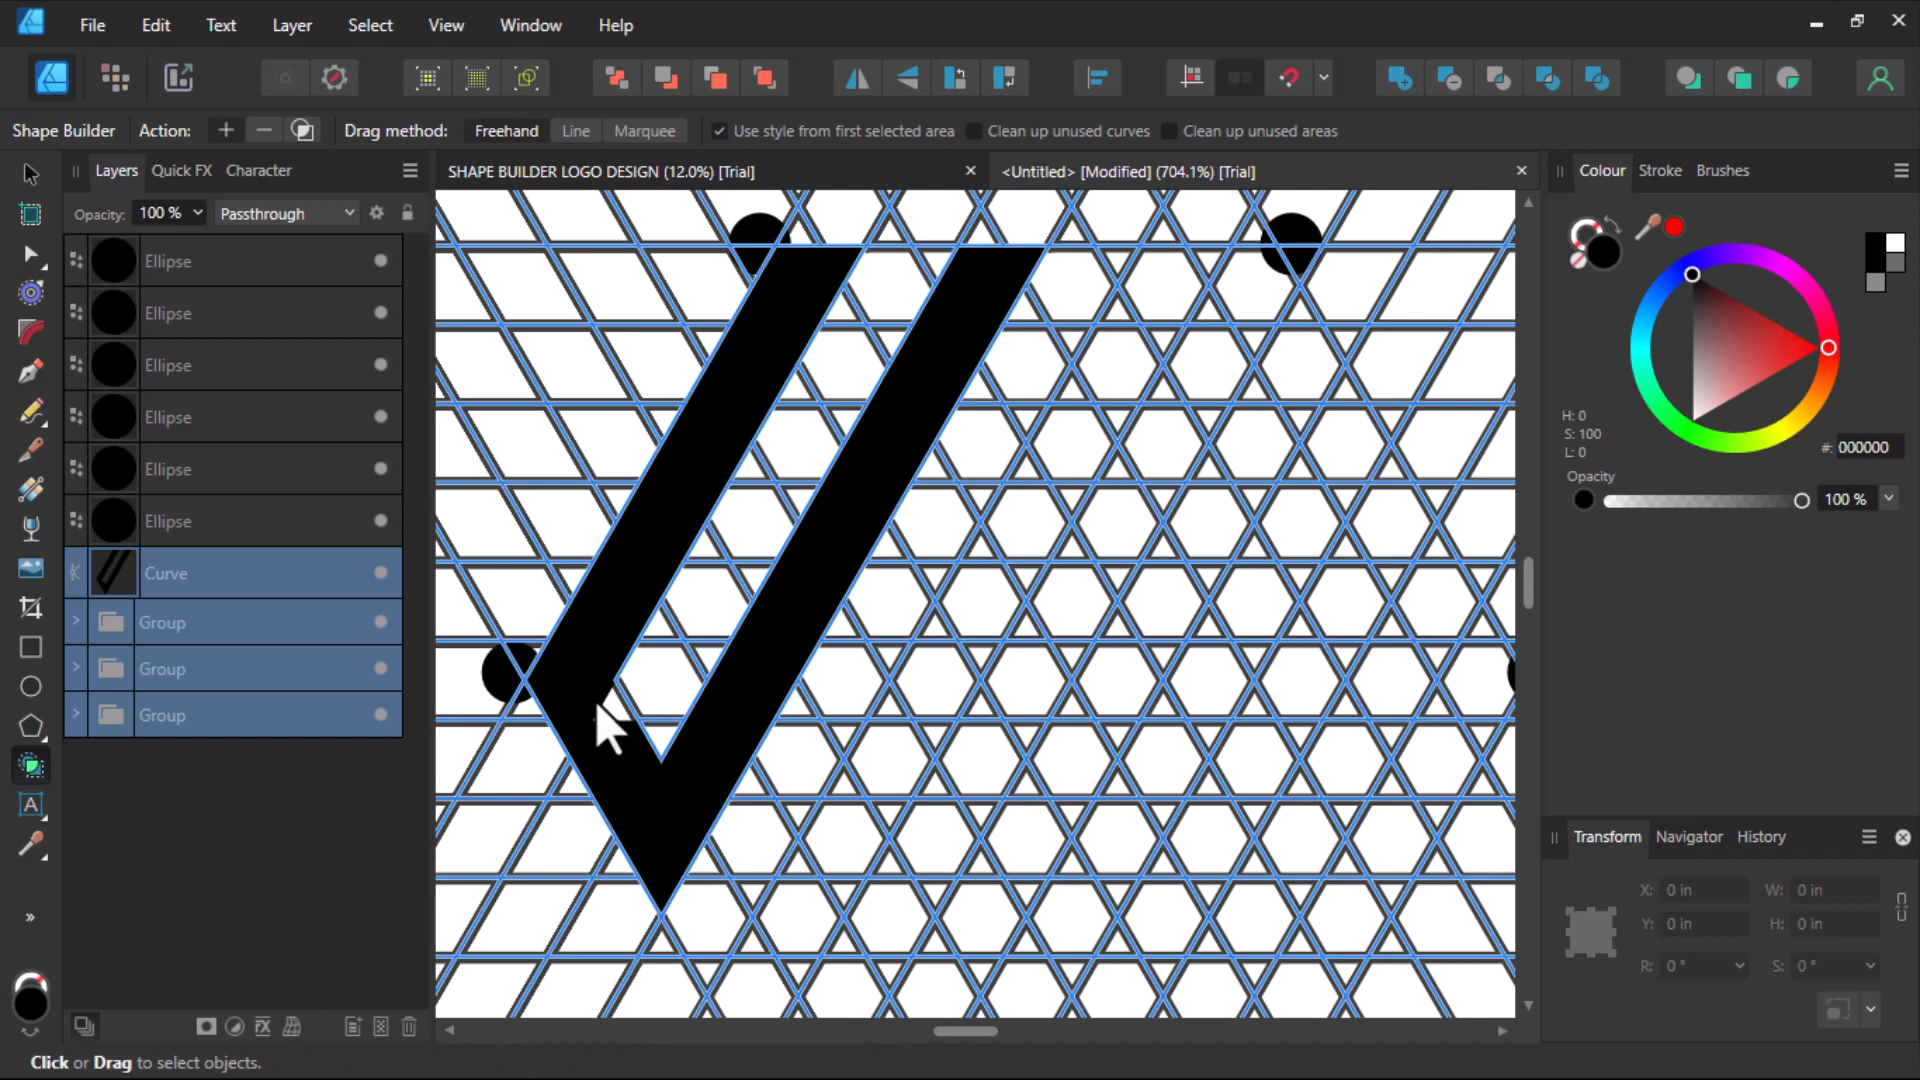 File Edit Text Layer Select View Window Help
Shape Builder Action: Drag method: Freehand Line Marquee Use style from first selected area Clean up unused curves Clean up unused areas
Layers Quick FX Character
SHAPE BUILDER LOGO DESIGN (12.0%) [Trial]
<Untitled> [Modified] (704.1%) [Trial]
Colour Stroke Brushes
Opacity: 100 % Passthrough
Ellipse
Ellipse
Ellipse
Ellipse
Ellipse
Ellipse
Curve
Group
Group
Group
H: 0
S: 100
L: 0
#: 000000
Opacity
100 %
Transform Navigator History
X: 0 in W: 0 in
Y: 0 in H: 0 in
R: 0 ° S: 0 °
Click or Drag to select objects.